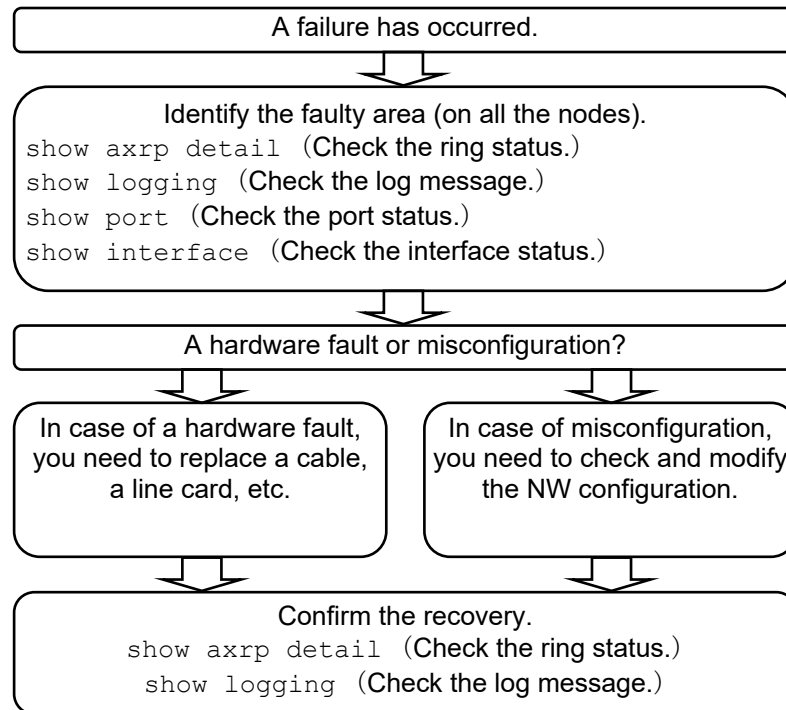 A failure has occurred.
Identify the faulty area (on all the nodes).
show axrp detail （Check the ring status.）
show logging （Check the log message.）
show port （Check the port status.）
show interface （Check the interface status.）
A hardware fault or misconfiguration?
In case of a hardware fault,
you need to replace a cable,
a line card, etc.
In case of misconfiguration,
you need to check and modify
the NW configuration.
Confirm the recovery.
show axrp detail （Check the ring status.）
show logging （Check the log message.）